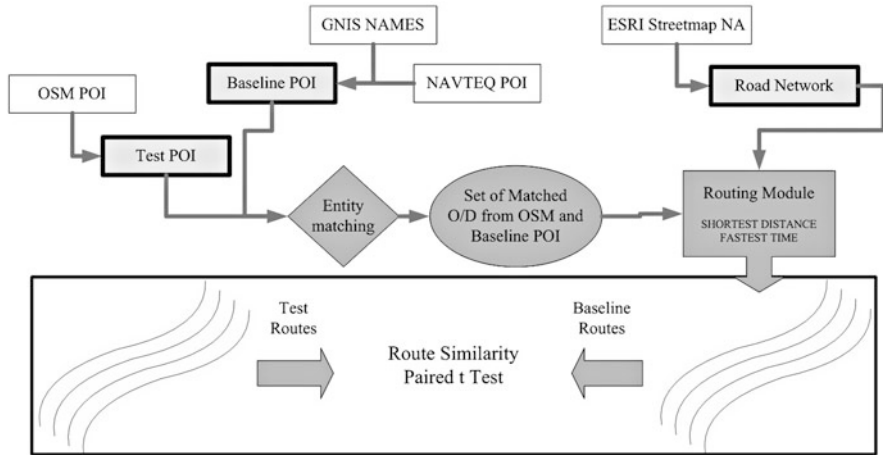 GNIS NAMES
ESRI Streetmap NA
OSM POI
Baseline POI
NAVTEQ POI
Road Network
Test POI
Entity
matching
Set of Matched
O/D from OSM and
Baseline POI
Routing Module
SHORTEST DISTANCE
FASTEST TIME
Test
Routes
Baseline
Routes
Route Similarity
Paired t Test